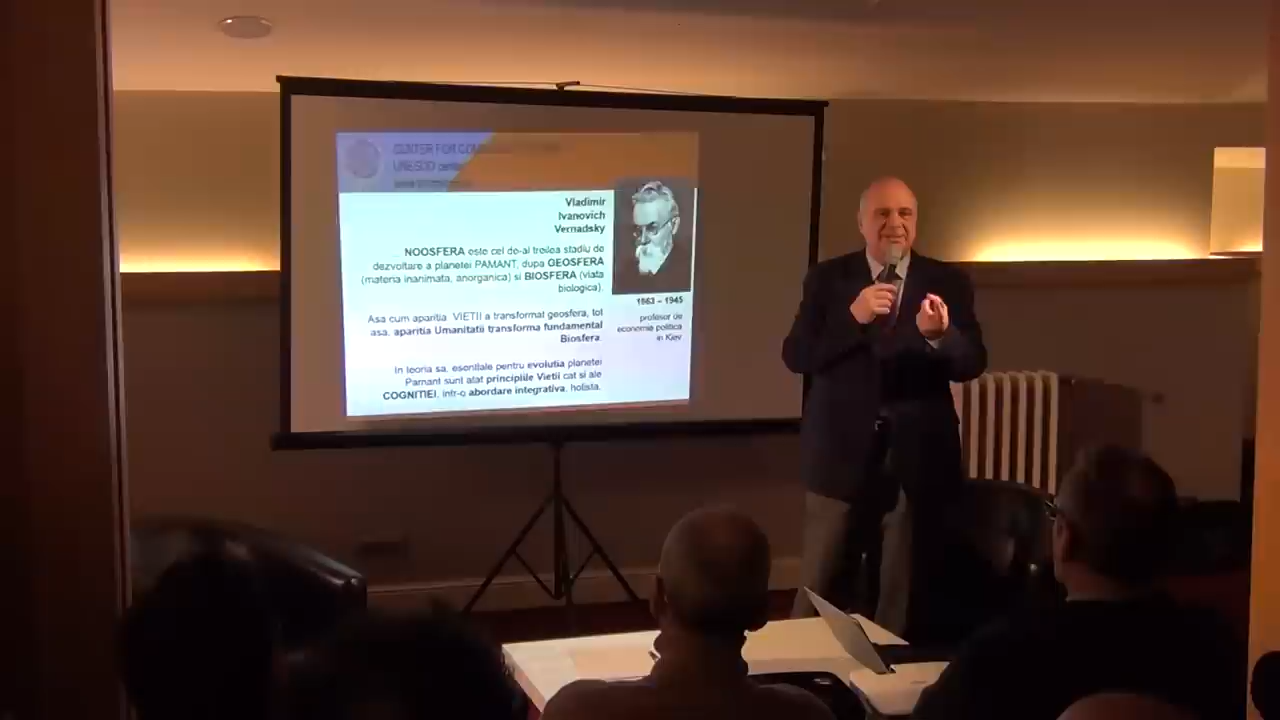 CENTER FOR
UNESCO
Vladimir
Ivanovich
Vernadsky
NOOSFERA este cel de-al treilea stadiu de
dezvoltare a planetei PAMANT, dupa GEOSFERA
(materia inanimata, anorganica) si BIOSFERA (viata
biologica).
1863 – 1945
profesor de
economie politica
in Kiev
Asa cum aparitia VIETII a transformat geosfera, tot
asa, aparitia Umanitatii transforma fundamental
Biosfera.
In teoria sa, esentiale pentru evolutia planetei
Pamant sunt atat principiile Vietii cat si ale
COGNITIEI, intr-o abordare integrativa, holista.